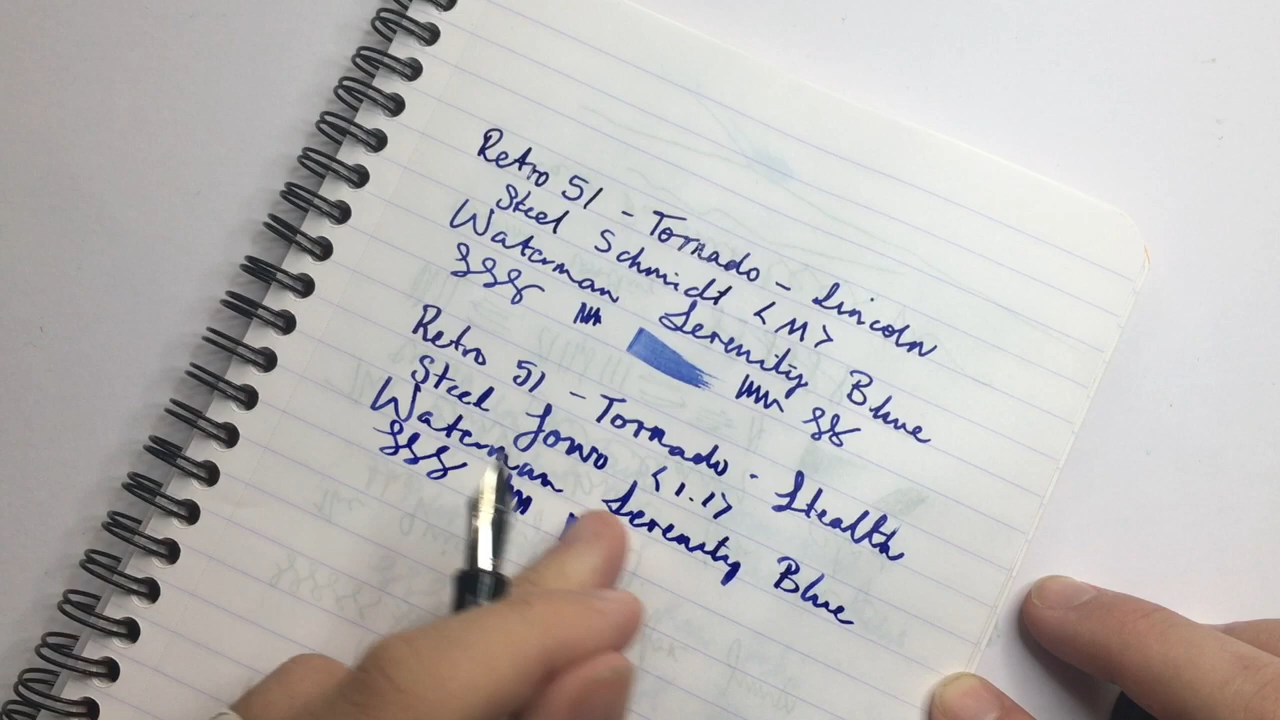 Retro 51 - Tornado - Lincoln
Steel Schmidt <M>
Waterman Serenity Blue
Retro 51 - Tornado - Stealth
Steel Jowo <1.1>
Waterman Serenity Blue